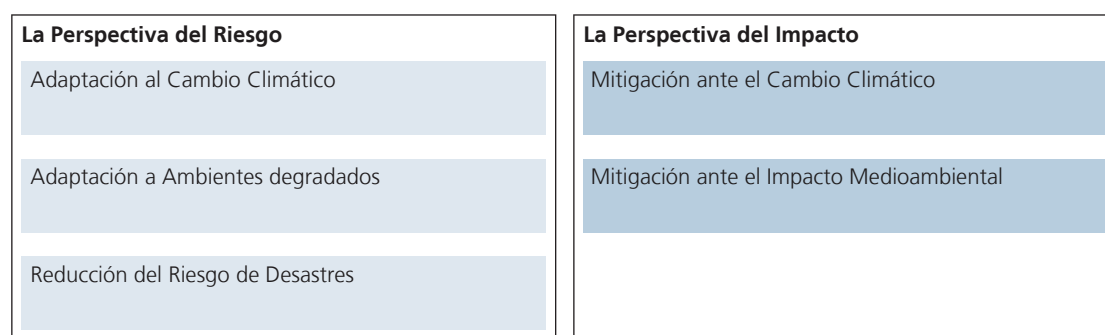 La Perspectiva del Riesgo
Adaptación al Cambio Climático
Adaptación a Ambientes degradados
Reducción del Riesgo de Desastres
La Perspectiva del Impacto
Mitigación ante el Cambio Climático
Mitigación ante el Impacto Medioambiental